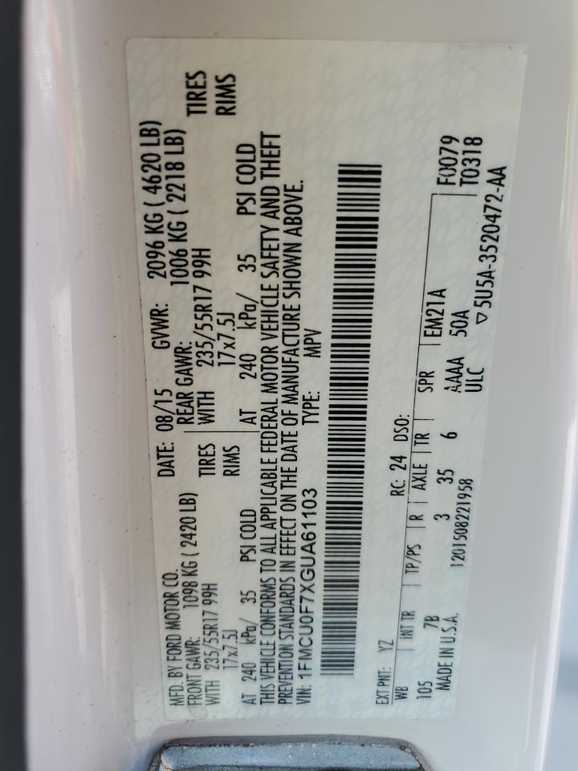 MFD. BY FORD MOTOR CO.
DATE: 08/15 GVWR: 2096 KG ( 4620 LB)
FRONT GAWR: 1098 KG ( 2420 LB) REAR GAWR: 1006 KG ( 2218 LB)
WITH 235/55R17 99H TIRES WITH 235/55R17 99H TIRES
17x7.5J RIMS 17x7.5J RIMS
AT 240 kPa/ 35 PSI COLD AT 240 kPa/ 35 PSI COLD
THIS VEHICLE CONFORMS TO ALL APPLICABLE FEDERAL MOTOR VEHICLE SAFETY AND THEFT
PREVENTION STANDARDS IN EFFECT ON THE DATE OF MANUFACTURE SHOWN ABOVE.
VIN: 1FMCU0F7XGUA61103 TYPE: MPV
EXT PNT: YZ RC: 24 DSO: F0079
WB INT TR TP/PS R AXLE TR SPR EM21A T0318
105 7B 3 35 6 AAAA 50A
MADE IN U.S.A. 1201508221958 ULC ▽ 5U5A-3520472-AA